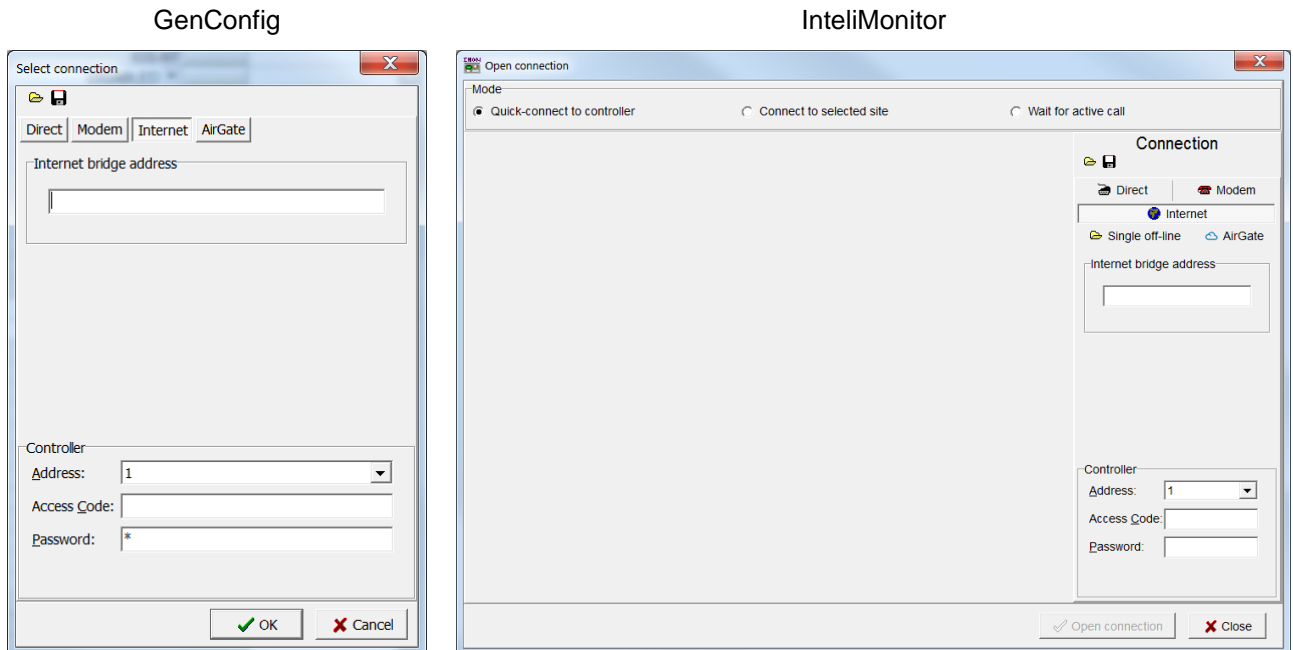 GenConfig
InteliMonitor
Select connection
Direct Modem Internet AirGate
Internet bridge address
Controller
Address: 1
Access Code:
Password: *
OK Cancel
Open connection
Mode
Quick-connect to controller Connect to selected site Wait for active call
Connection
Direct Modem
Internet
Single off-line AirGate
Internet bridge address
Controller
Address: 1
Access Code:
Password:
Open connection Close